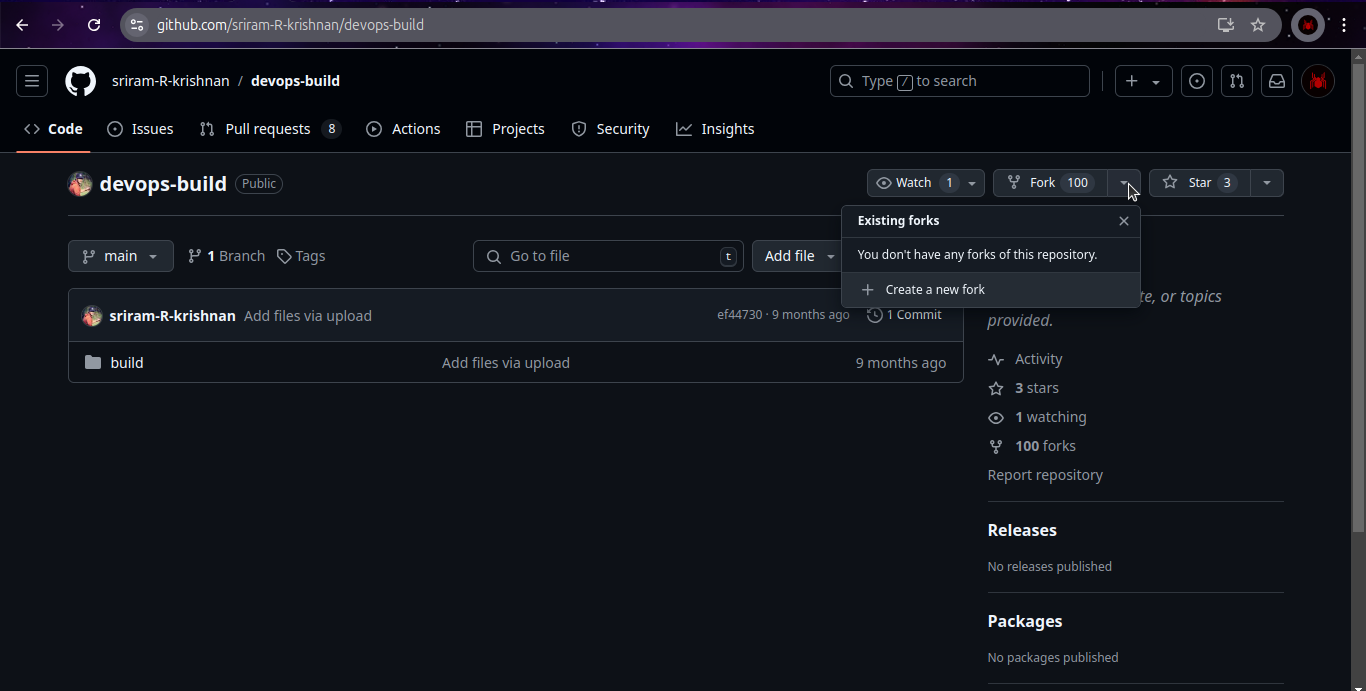 github.com/sriram-R-krishnan/devops-build
sriram-R-krishnan / devops-build
Type / to search
Code
Issues
Pull requests 8
Actions
Projects
Security
Insights
devops-build Public
Watch 1
Fork 100
Star 3
Existing forks
You don't have any forks of this repository.
Create a new fork
main
1 Branch
Tags
Go to file t
Add file
te, or topics
provided.
sriram-R-krishnan Add files via upload
ef44730 · 9 months ago
1 Commit
build Add files via upload 9 months ago
Activity
3 stars
1 watching
100 forks
Report repository
Releases
No releases published
Packages
No packages published